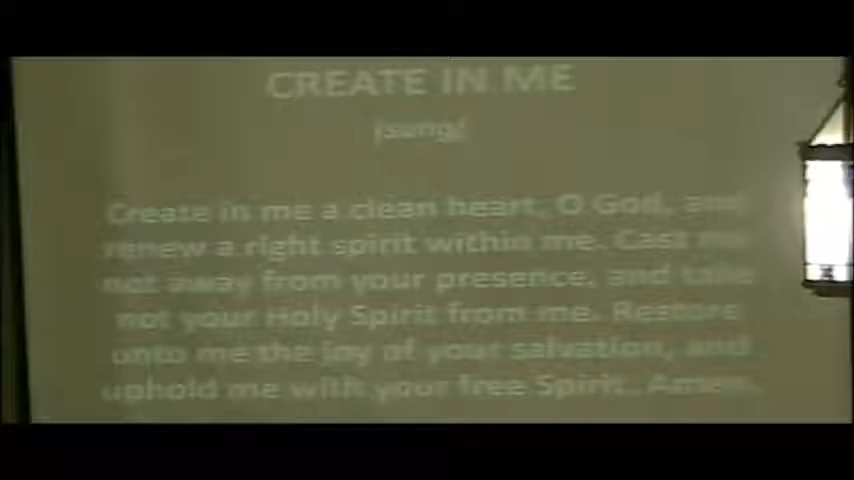 CREATE IN ME
(sung)
Create in me a clean heart, O God, and
renew a right spirit within me. Cast me
not away from your presence, and take
not your Holy Spirit from me. Restore
unto me the joy of your salvation, and
uphold me with your free Spirit. Amen.